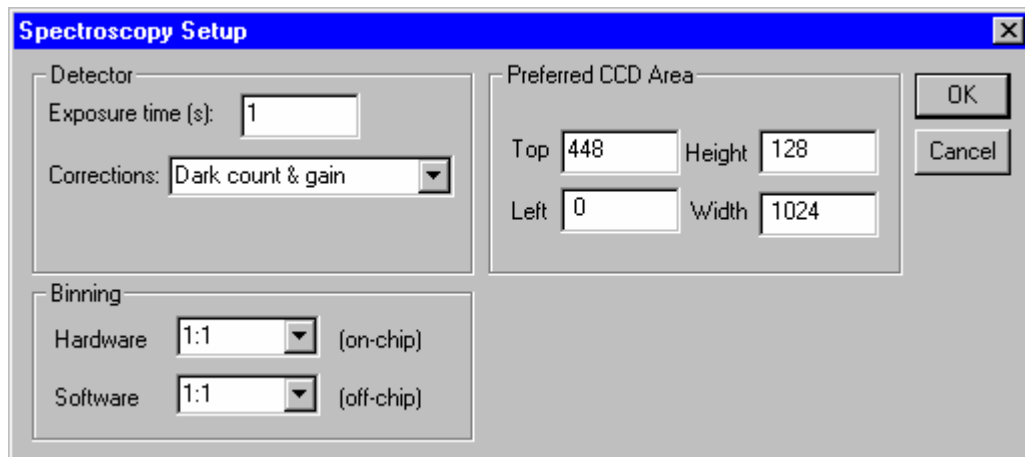 Spectroscopy Setup
Detector
Exposure time (s): 1
Corrections: Dark count & gain
Preferred CCD Area
Top 448 Height 128
Left 0 Width 1024
OK
Cancel
Binning
Hardware 1:1 (on-chip)
Software 1:1 (off-chip)